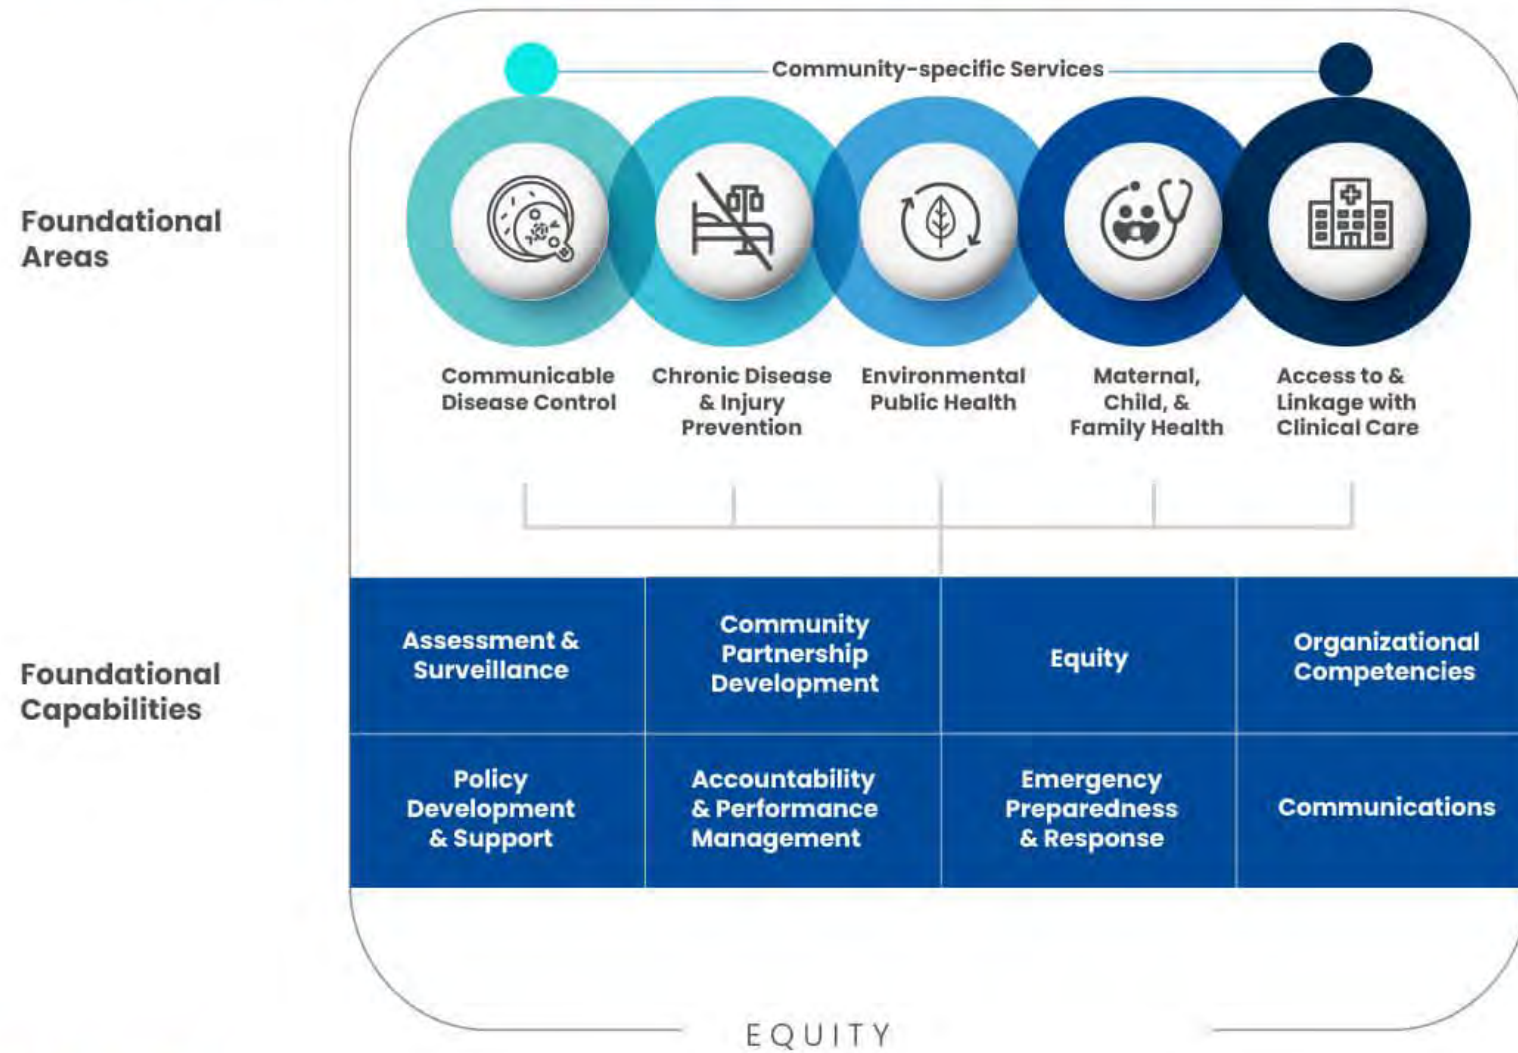 Community-specific Services
Foundational
Areas
Communicable
Disease Control
Chronic Disease
& Injury
Prevention
Environmental
Public Health
Maternal,
Child, &
Family Health
Access to &
Linkage with
Clinical Care
Foundational
Capabilities
Assessment &
Surveillance
Community
Partnership
Development
Equity
Organizational
Competencies
Policy
Development
& Support
Accountability
& Performance
Management
Emergency
Preparedness
& Response
Communications
EQUITY